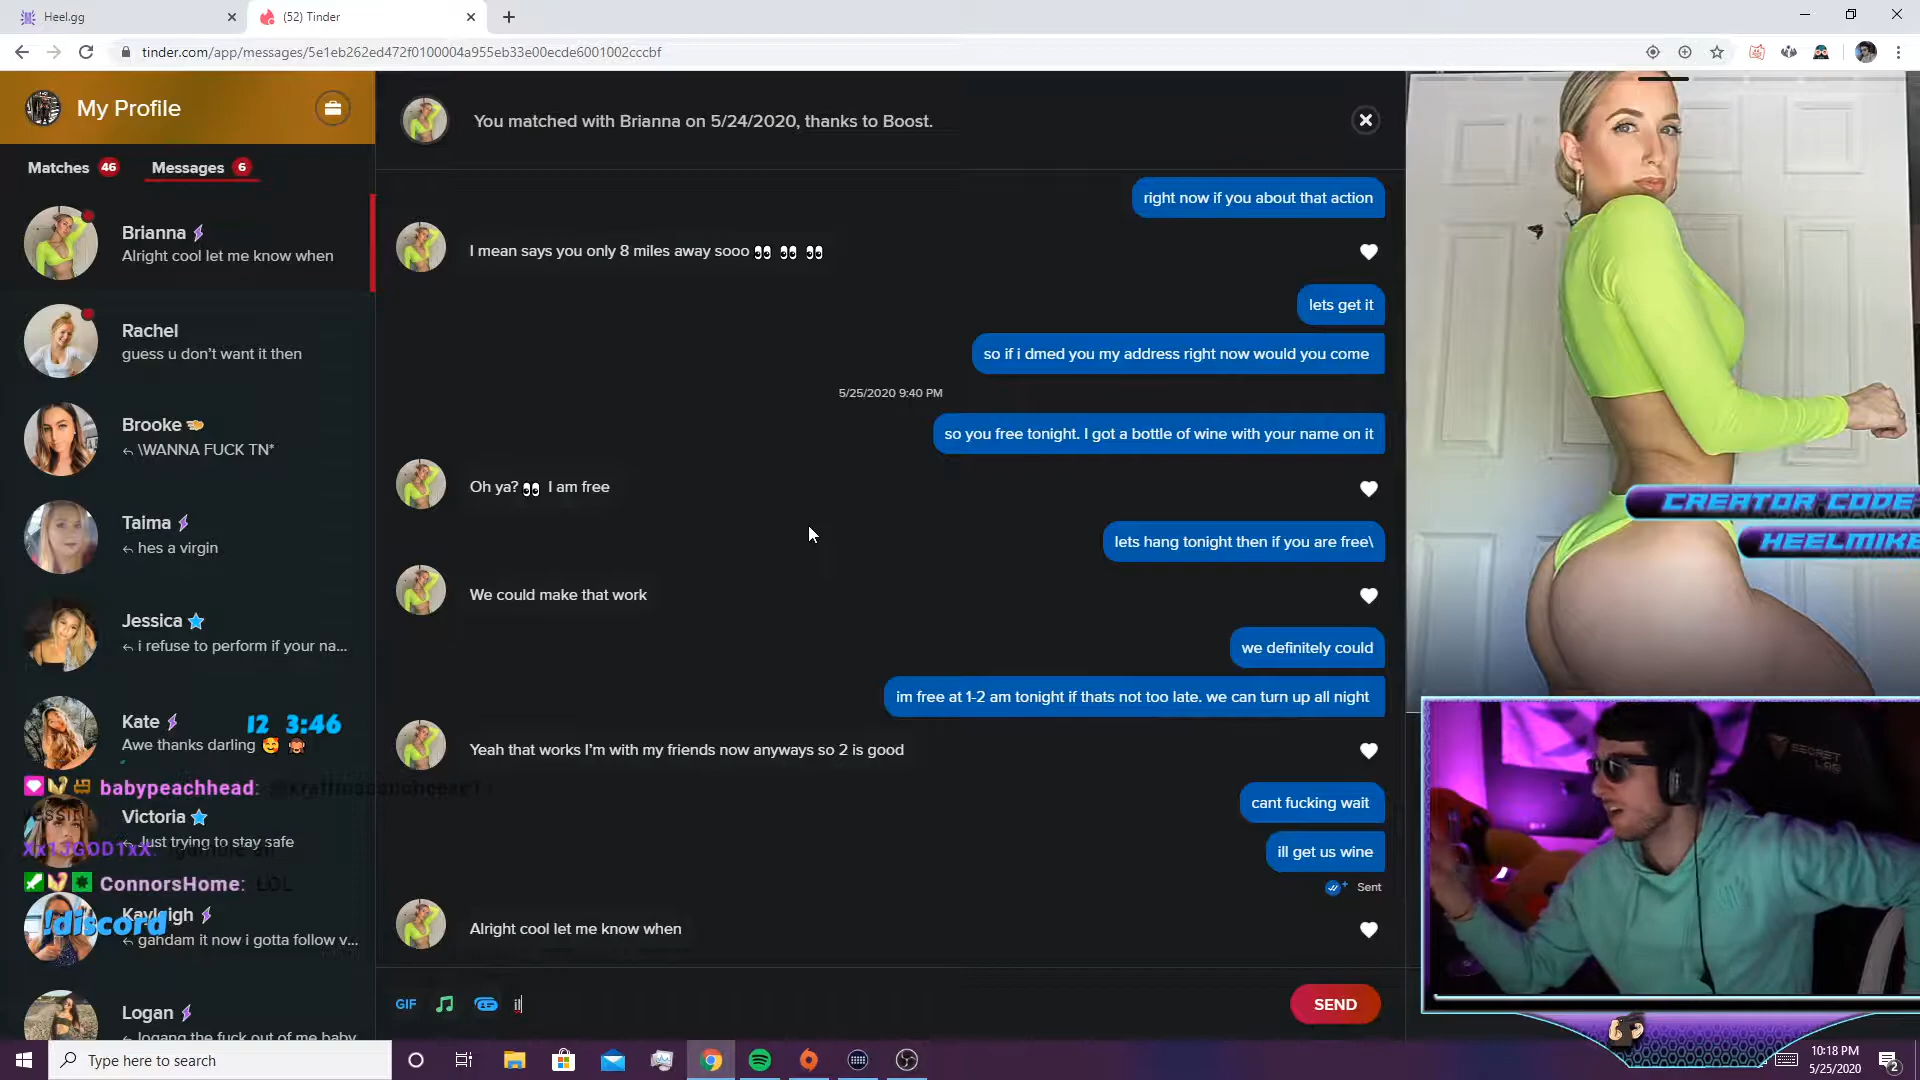 Heel.gg
(52) Tinder
tinder.com/app/messages/5e1eb262ed472f0100004a955eb33e00ecde6001002cccbf
My Profile
Matches 46 Messages 6
Brianna
Alright cool let me know when
Rachel
guess u don't want it then
Brooke
\WANNA FUCK TN*
Taima
hes a virgin
Jessica
i refuse to perform if your na...
Kate
12 3:46
Awe thanks darling
babypeachhead:
Victoria
Just trying to stay safe
Xx1JGOD1xX:
ConnorsHome: LOL
Kayleigh
!discord
gahdam it now i gotta follow v...
Logan
logang the fuck out of me baby
You matched with Brianna on 5/24/2020, thanks to Boost.
right now if you about that action
I mean says you only 8 miles away sooo 👀 👀 👀
lets get it
so if i dmed you my address right now would you come
5/25/2020 9:40 PM
so you free tonight. I got a bottle of wine with your name on it
Oh ya? 👀 I am free
lets hang tonight then if you are free\
We could make that work
we definitely could
im free at 1-2 am tonight if thats not too late. we can turn up all night
Yeah that works I'm with my friends now anyways so 2 is good
cant fucking wait
ill get us wine
Sent
Alright cool let me know when
GIF il
SEND
CREATOR CODE
HEELMIKE
SECRET LAB
Type here to search
10:18 PM
5/25/2020
2